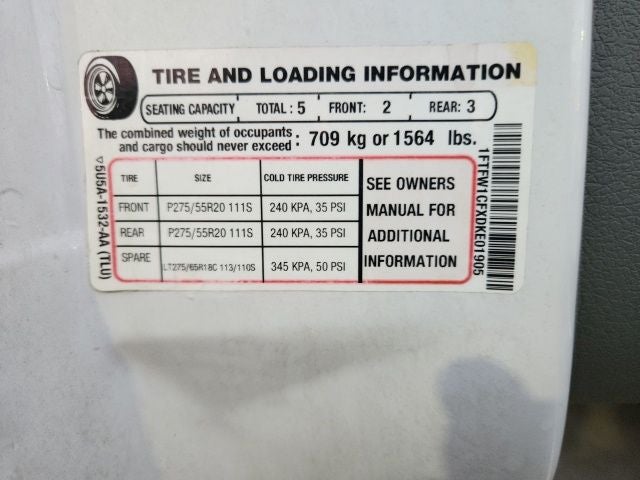 TIRE AND LOADING INFORMATION
SEATING CAPACITY TOTAL : 5 FRONT: 2 REAR: 3
The combined weight of occupants and cargo should never exceed : 709 kg or 1564 lbs.
TIRE SIZE COLD TIRE PRESSURE
FRONT P275/55R20 111S 240 KPA, 35 PSI
REAR P275/55R20 111S 240 KPA, 35 PSI
SPARE LT275/65R18C 113/110S 345 KPA, 50 PSI
SEE OWNERS
MANUAL FOR
ADDITIONAL
INFORMATION
▽5U5A-1532-AA (TLU)
1FTFW1CFXDKE01905